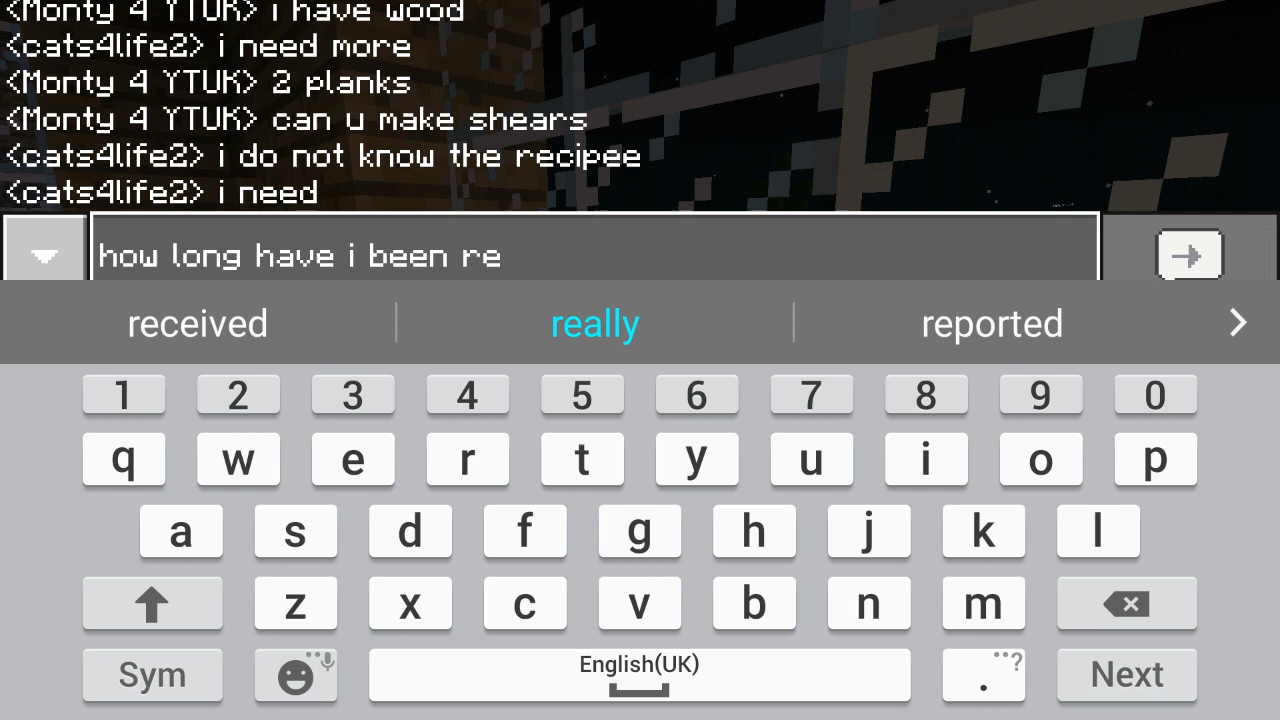 <Monty 4 YTUK> i have wood
<cats4life2> i need more
<Monty 4 YTUK> 2 planks
<Monty 4 YTUK> can u make shears
<cats4life2> i do not know the recipee
<cats4life2> i need
how long have i been re
received really reported
1 2 3 4 5 6 7 8 9 0
q w e r t y u i o p
a s d f g h j k l
z x c v b n m
Sym English(UK) . ? Next